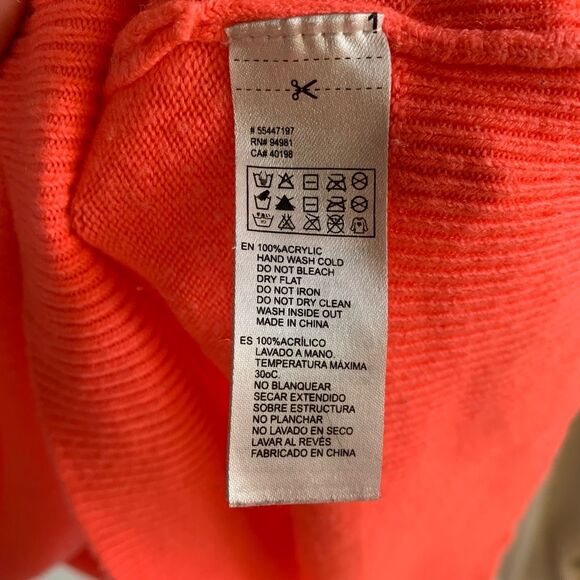 1
# 55447197
RN# 94981
CA# 40198
EN 100%ACRYLIC
HAND WASH COLD
DO NOT BLEACH
DRY FLAT
DO NOT IRON
DO NOT DRY CLEAN
WASH INSIDE OUT
MADE IN CHINA
ES 100%ACRÍLICO
LAVADO A MANO.
TEMPERATURA MÁXIMA
30oC.
NO BLANQUEAR
SECAR EXTENDIDO
SOBRE ESTRUCTURA
NO PLANCHAR
NO LAVADO EN SECO
LAVAR AL REVÉS
FABRICADO EN CHINA